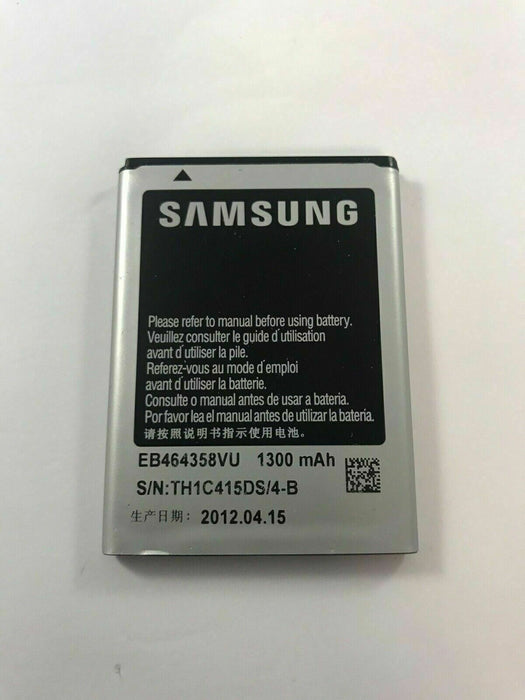 SAMSUNG
Please refer to manual before using battery.
Veuillez consulter le guide d'utilisation
avant d'utiliser la pile.
Referez-vous au mode d'emploi
avant d'utiliser la batterie.
Consulte o manual antes de usar a bateria.
Por favor lea el manual antes de utilizar la bateria.
请按照说明书指示使用电池。
EB464358VU 1300 mAh
S/N:TH1C415DS/4-B
生产日期: 2012.04.15